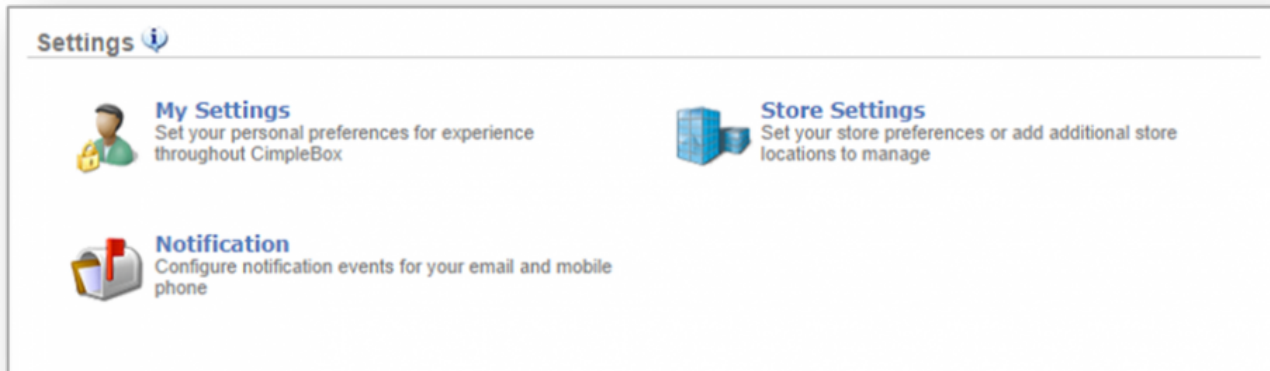 Settings
My Settings
Set your personal preferences for experience
throughout CimpleBox
Store Settings
Set your store preferences or add additional store
locations to manage
Notification
Configure notification events for your email and mobile
phone